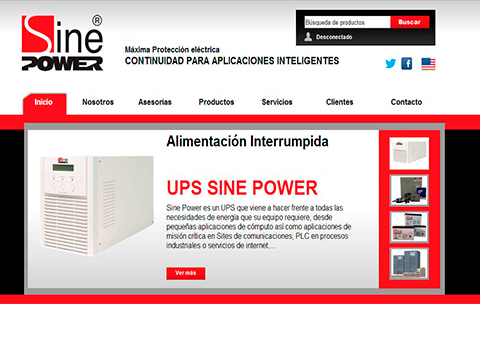 Sine®
POWER
Máxima Protección eléctrica
CONTINUIDAD PARA APLICACIONES INTELIGENTES
Búsqueda de productos
Buscar
Desconectado
Inicio
Nosotros
Asesorías
Productos
Servicios
Clientes
Contacto
Alimentación Interrumpida
UPS SINE POWER
Sine Power es un UPS que viene a hacer frente a todas las
necesidades de energía que su equipo requiere, desde
pequeñas aplicaciones de cómputo así como aplicaciones de
misión crítica en Sites de comunicaciones, PLC en procesos
industriales o servicios de internet....
Ver más